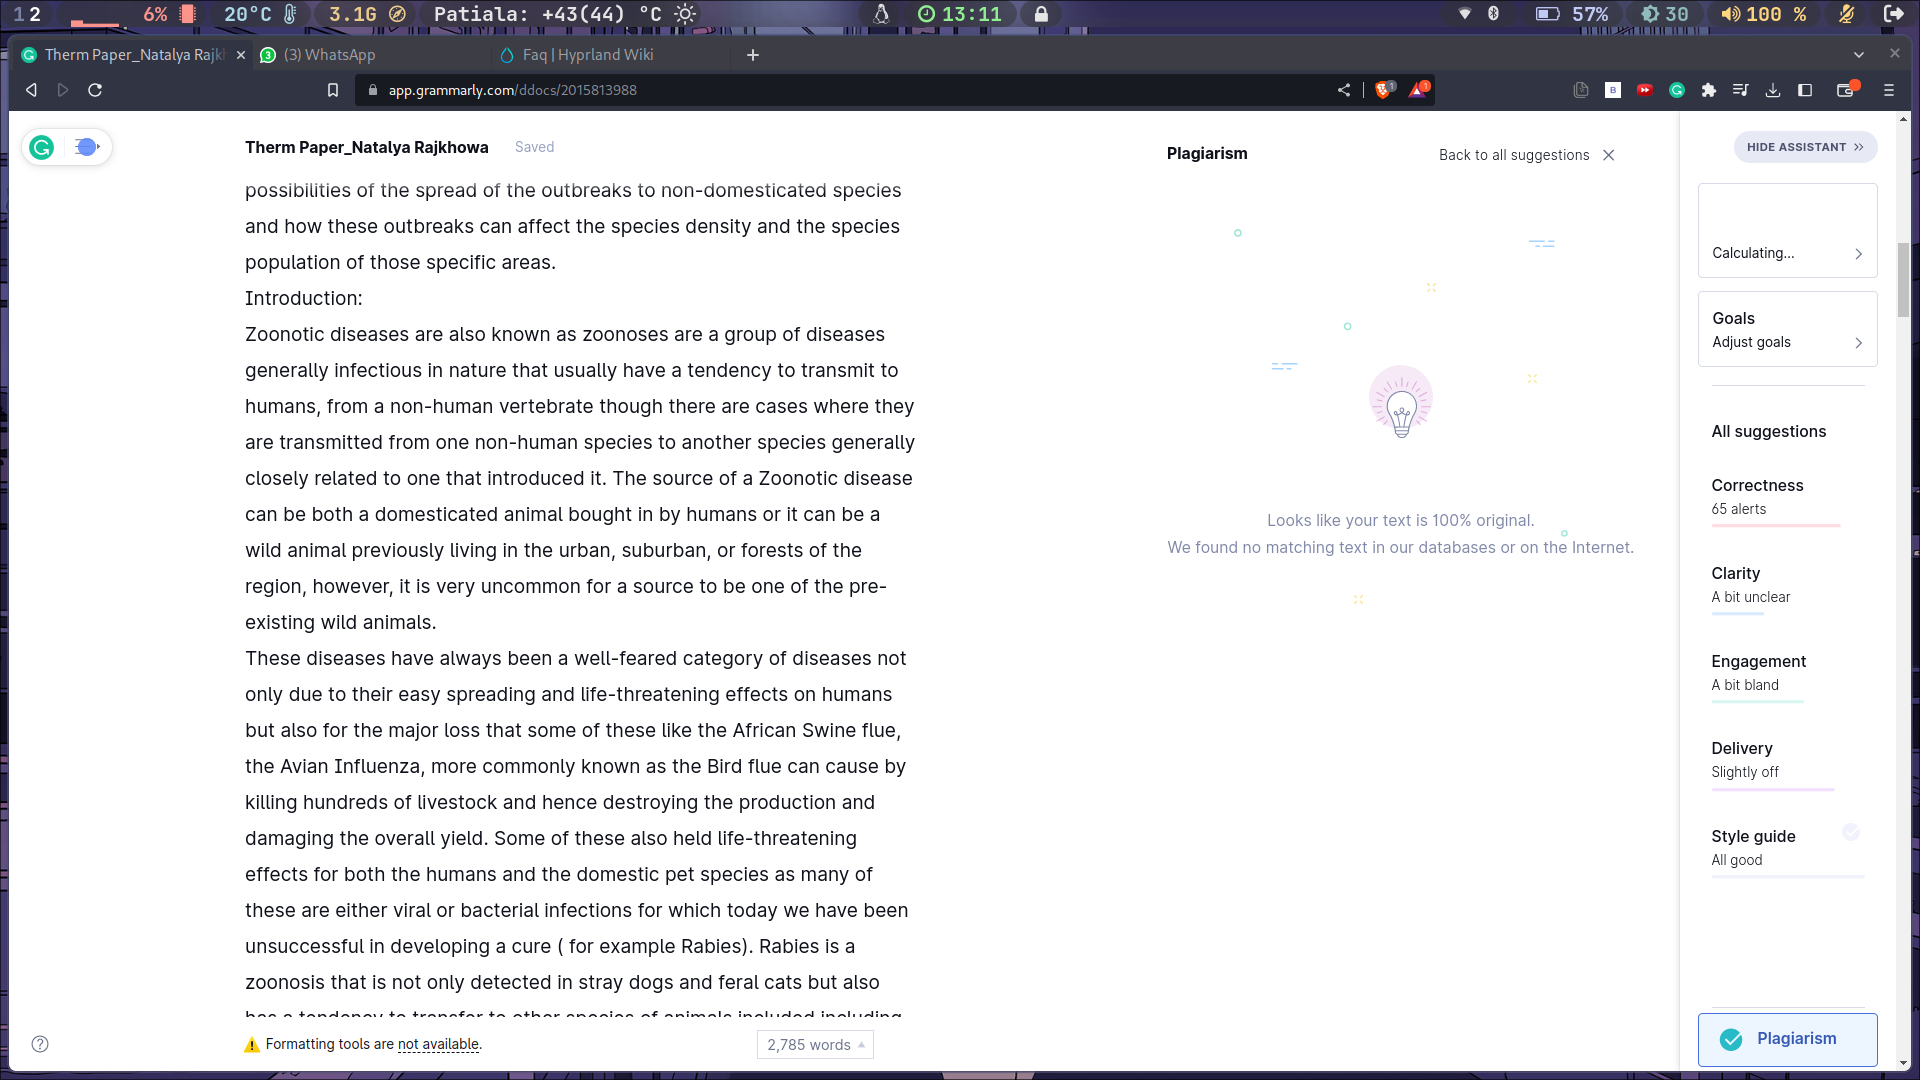 1 2 6% 20°C 3.1G Patiala: +43(44) °C 13:11 57% 30 100 %
Therm Paper_Natalya Rajkh
(3) WhatsApp
Faq | Hyprland Wiki
app.grammarly.com/ddocs/2015813988
Therm Paper_Natalya Rajkhowa Saved
possibilities of the spread of the outbreaks to non-domesticated species
and how these outbreaks can affect the species density and the species
population of those specific areas.
Introduction:
Zoonotic diseases are also known as zoonoses are a group of diseases
generally infectious in nature that usually have a tendency to transmit to
humans, from a non-human vertebrate though there are cases where they
are transmitted from one non-human species to another species generally
closely related to one that introduced it. The source of a Zoonotic disease
can be both a domesticated animal bought in by humans or it can be a
wild animal previously living in the urban, suburban, or forests of the
region, however, it is very uncommon for a source to be one of the pre-
existing wild animals.
These diseases have always been a well-feared category of diseases not
only due to their easy spreading and life-threatening effects on humans
but also for the major loss that some of these like the African Swine flue,
the Avian Influenza, more commonly known as the Bird flue can cause by
killing hundreds of livestock and hence destroying the production and
damaging the overall yield. Some of these also held life-threatening
effects for both the humans and the domestic pet species as many of
these are either viral or bacterial infections for which today we have been
unsuccessful in developing a cure ( for example Rabies). Rabies is a
zoonosis that is not only detected in stray dogs and feral cats but also
has a tendency to transfer to other species of animals included including
Formatting tools are not available.
2,785 words
Plagiarism
Back to all suggestions
Looks like your text is 100% original.
We found no matching text in our databases or on the Internet.
HIDE ASSISTANT
Calculating...
Goals
Adjust goals
All suggestions
Correctness
65 alerts
Clarity
A bit unclear
Engagement
A bit bland
Delivery
Slightly off
Style guide
All good
Plagiarism